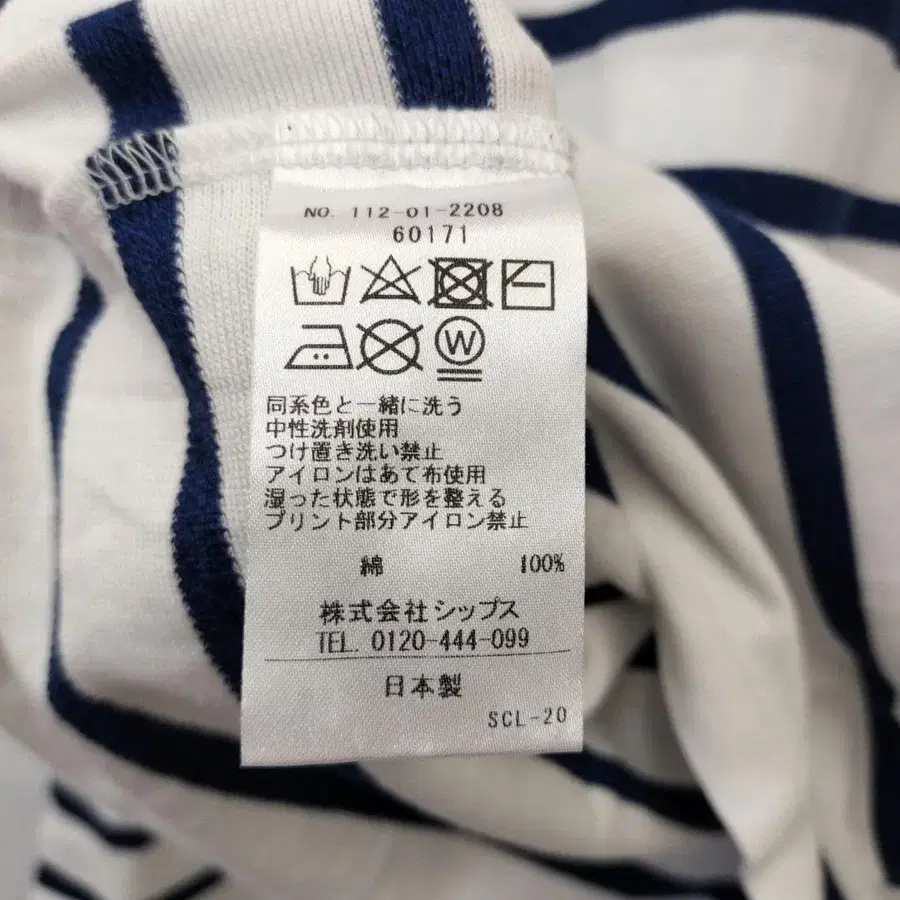 NO. 112-01-2208
60171
W
同系色と一緒に洗う
中性洗剤使用
つけ置き洗い禁止
アイロンはあて布使用
湿った状態で形を整える
プリント部分アイロン禁止
綿 100%
株式会社シップス
TEL. 0120-444-099
日本製
SCL-20